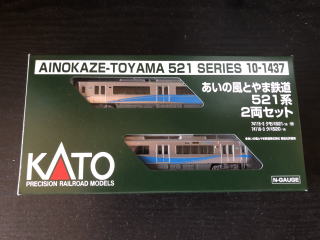 AINOKAZE-TOYAMA 521 SERIES 10-1437
あいの風とやま鉄道
521系
2両セット
KATO
PRECISION RAILROAD MODELS
N-GAUGE